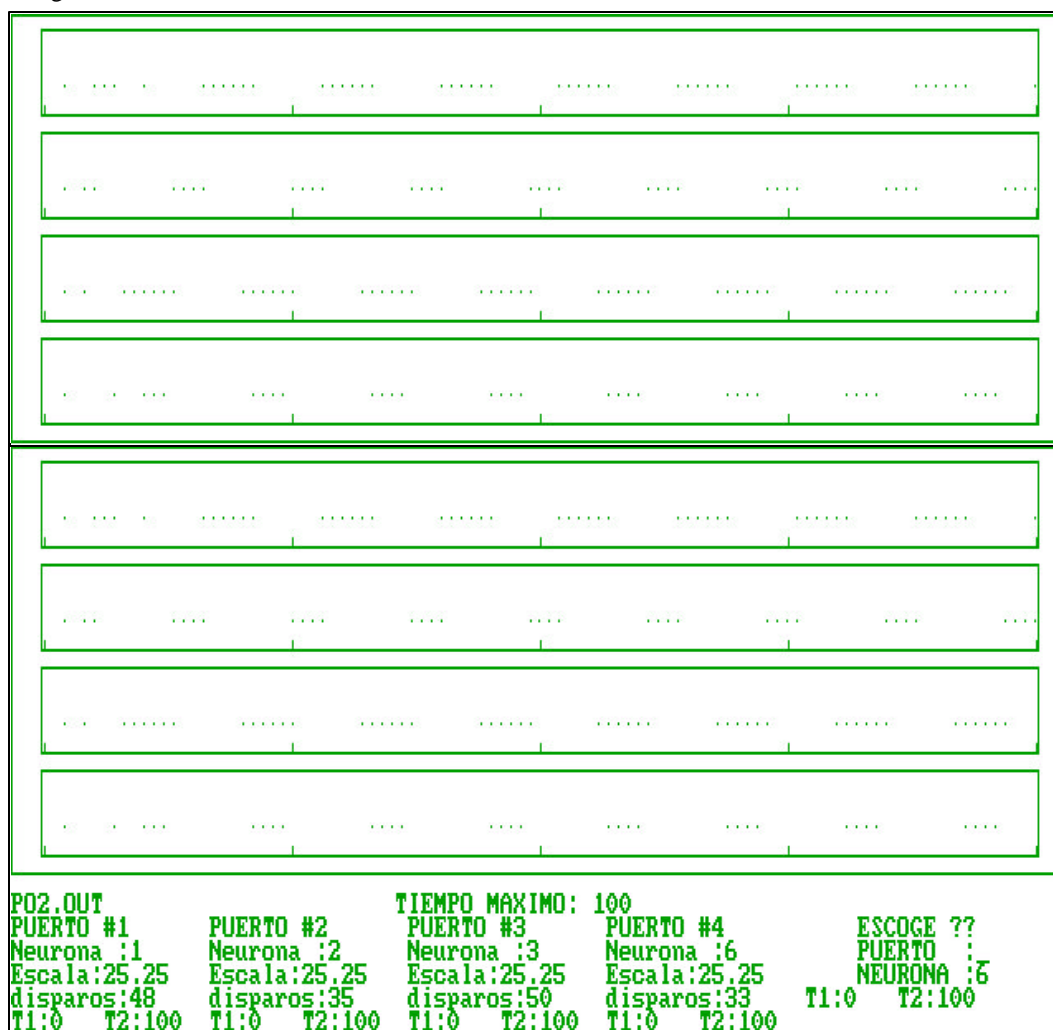 PO2.OUT TIEMPO MAXIMO: 100
PUERTO #1 PUERTO #2 PUERTO #3 PUERTO #4 ESCOGE ??
Neurona :1 Neurona :2 Neurona :3 Neurona :6 PUERTO :_
Escala:25.25 Escala:25.25 Escala:25.25 Escala:25.25 NEURONA :6
disparos:48 disparos:35 disparos:50 disparos:33 T1:0 T2:100
T1:0 T2:100 T1:0 T2:100 T1:0 T2:100 T1:0 T2:100